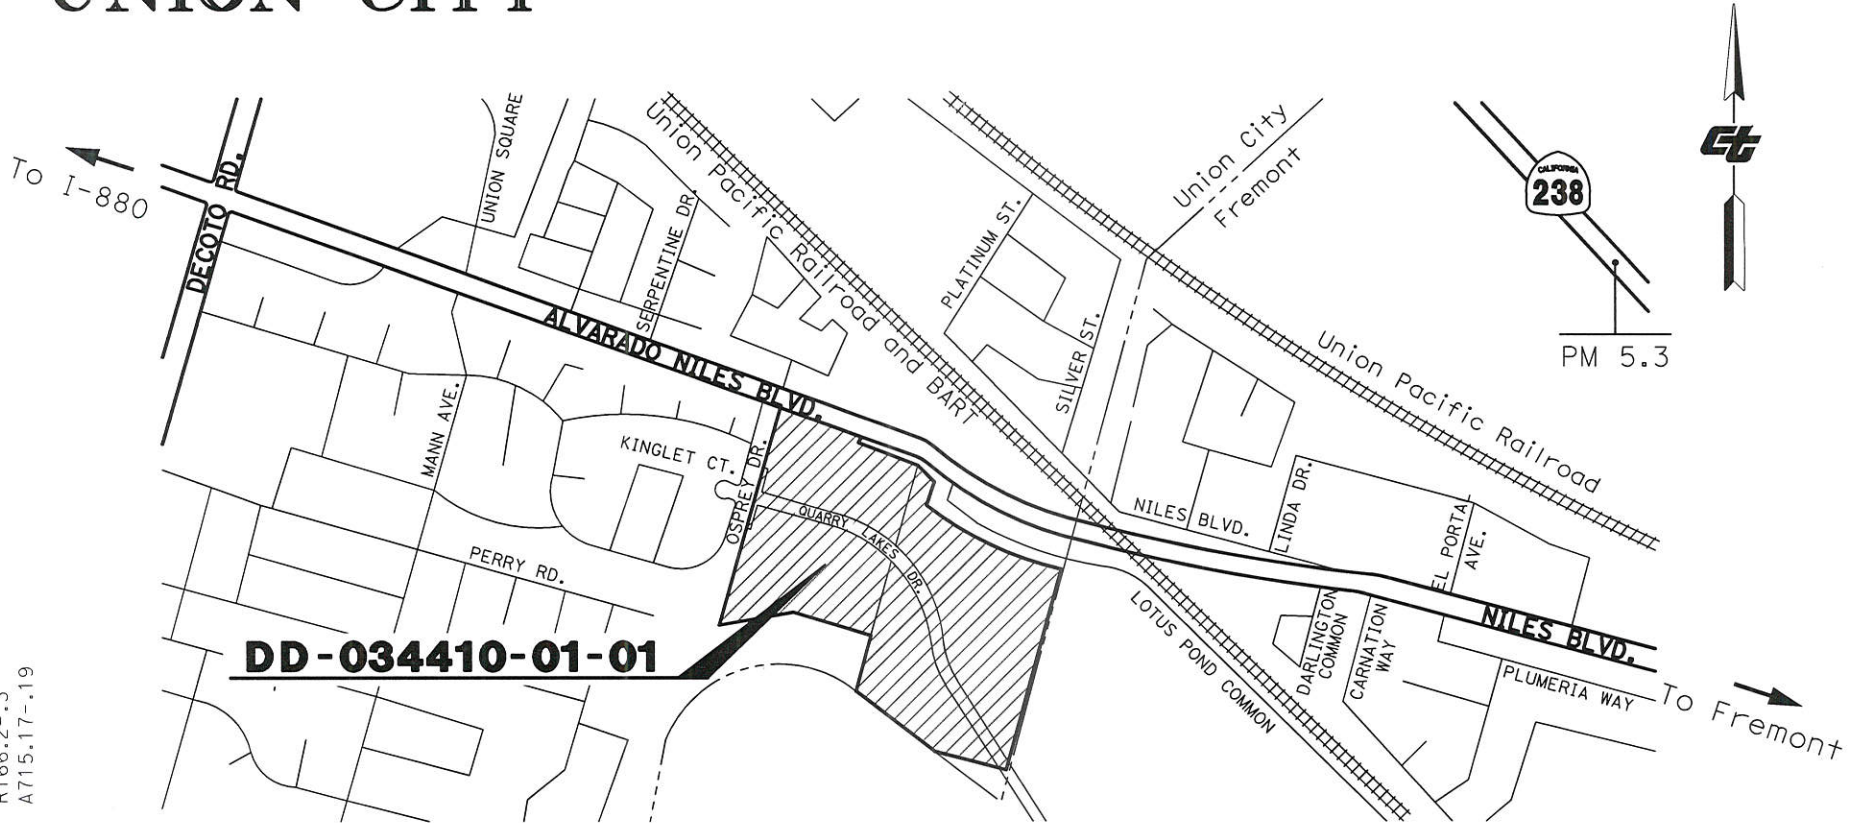 UNION CITY
To I-880
DECOTO RD.
UNION SQUARE
SERPENTINE DR.
Union Pacific Railroad and BART
PLATINUM ST.
SILVER ST.
Union City
Fremont
CALIFORNIA
238
Ct
PM 5.3
Union Pacific Railroad
ALVARADO NILES BLVD.
MANN AVE.
KINGLET CT.
OSPREY DR.
QUARRY LAKES DR.
PERRY RD.
NILES BLVD.
LINDA DR.
EL PORTAL AVE.
LOTUS POND COMMON
DARLINGTON COMMON
CARNATION WAY
NILES BLVD.
PLUMERIA WAY
To Fremont
DD-034410-01-01
A715.17-.19